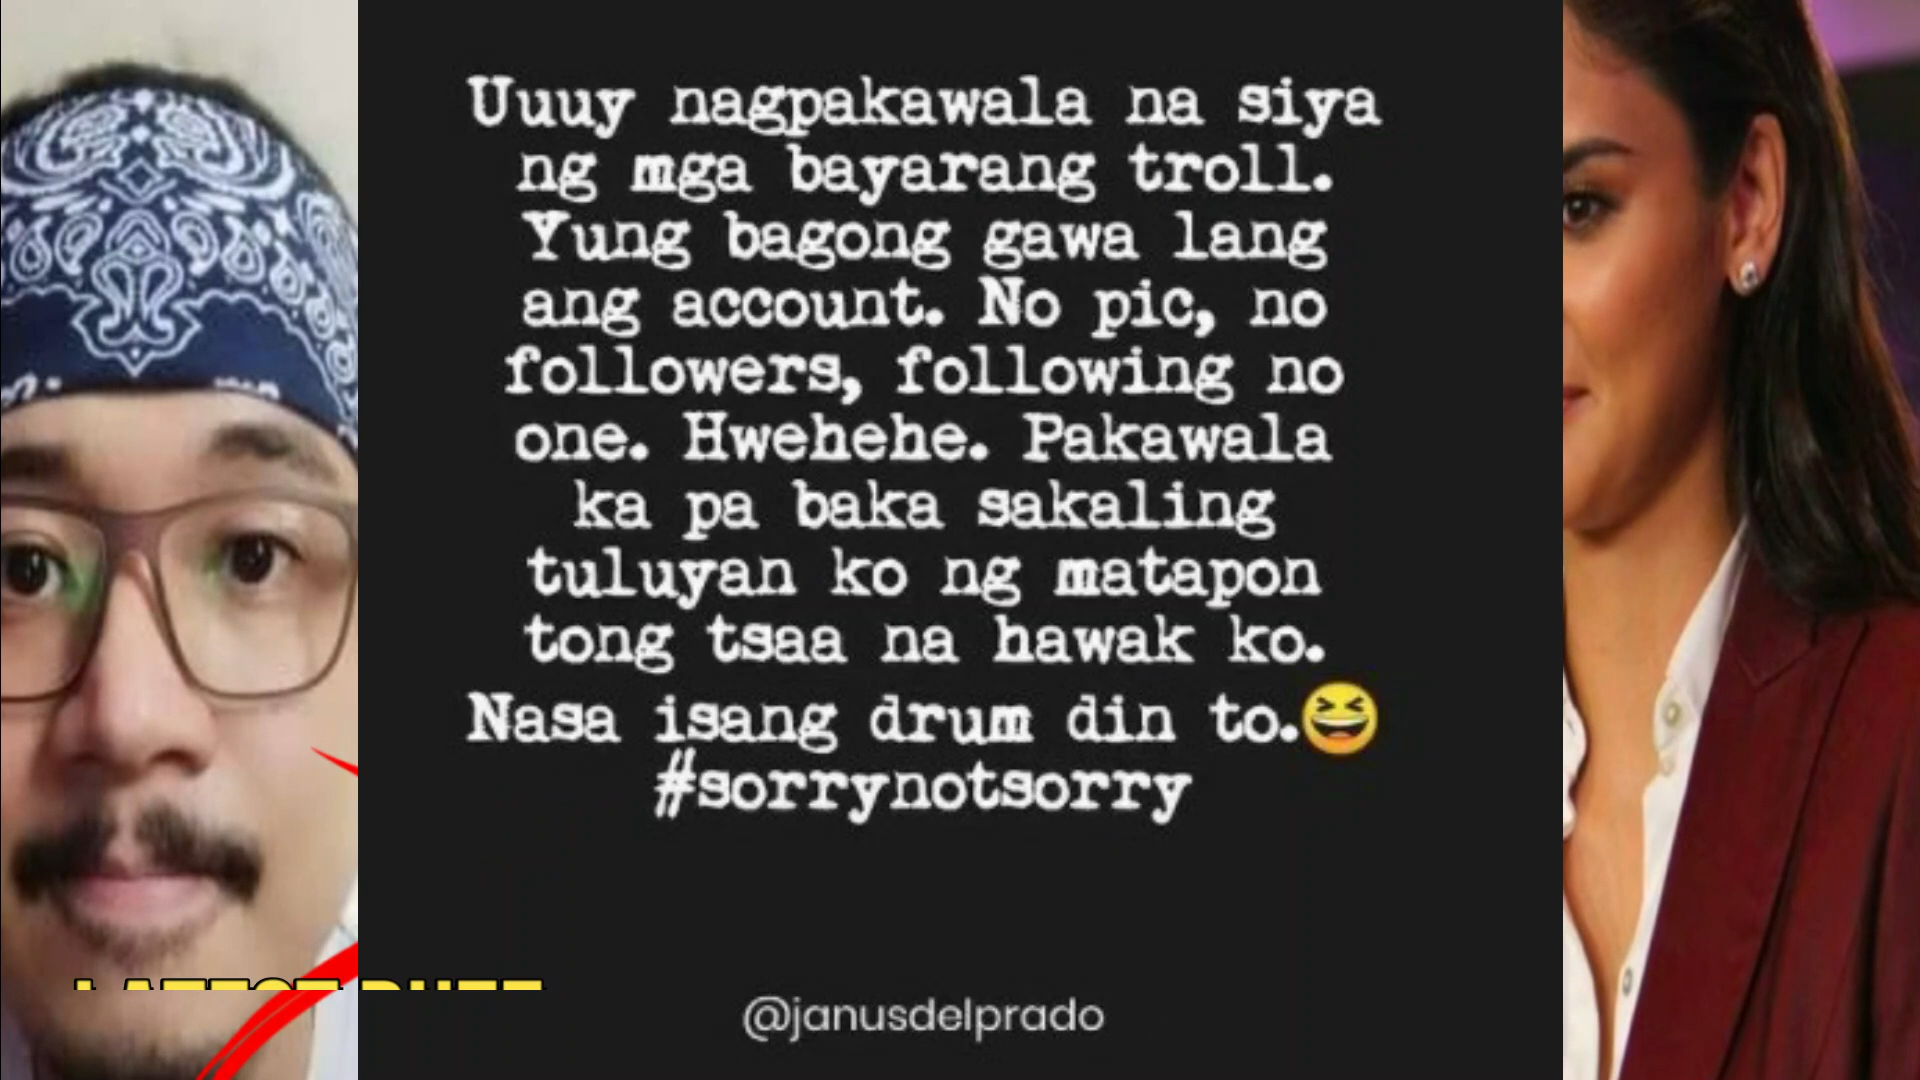 Uuuy nagpakawala na siya
ng mga bayarang troll.
Yung bagong gawa lang
ang account. No pic, no
followers, following no
one. Hwehehe. Pakawala
ka pa baka sakaling
tuluyan ko ng matapon
tong tsaa na hawak ko.
Nasa isang drum din to.😆
#sorrynotsorry
@janusdelprado